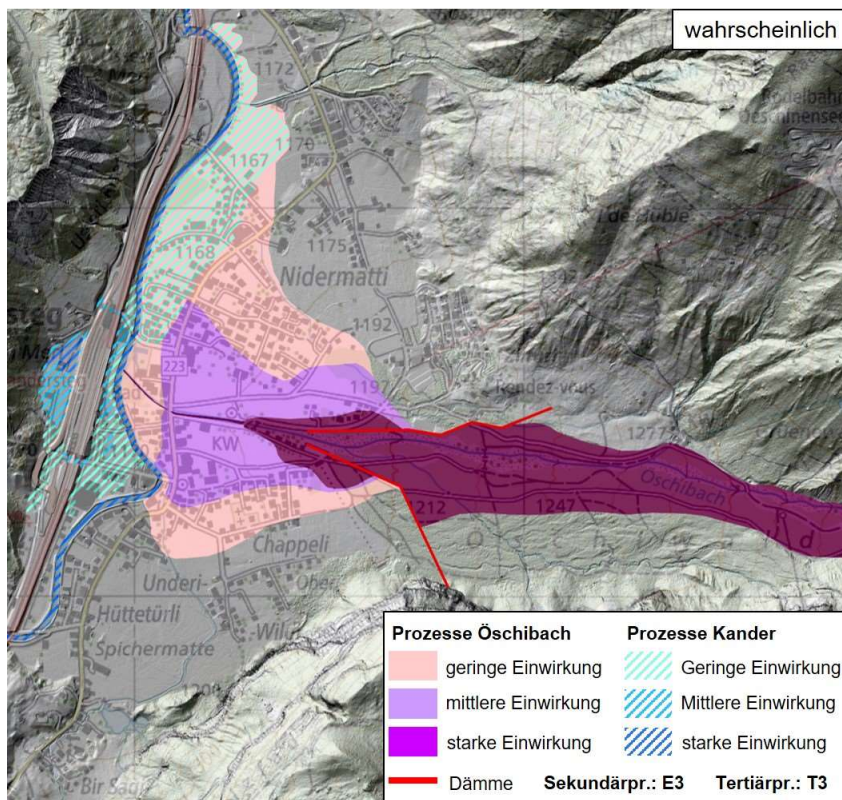 wahrscheinlich
1172
1170
1167
1175
1168
Nidermatti
1192
steg
223
1197
Rendez-vous
1277
KW
Öschibach
1212
1247
Chappeli
Underi-
Ober-
Hüttetürli
Spichermatte
Prozesse Öschibach Prozesse Kander
geringe Einwirkung Geringe Einwirkung
mittlere Einwirkung Mittlere Einwirkung
starke Einwirkung starke Einwirkung
Dämme Sekundärpr.: E3 Tertiärpr.: T3